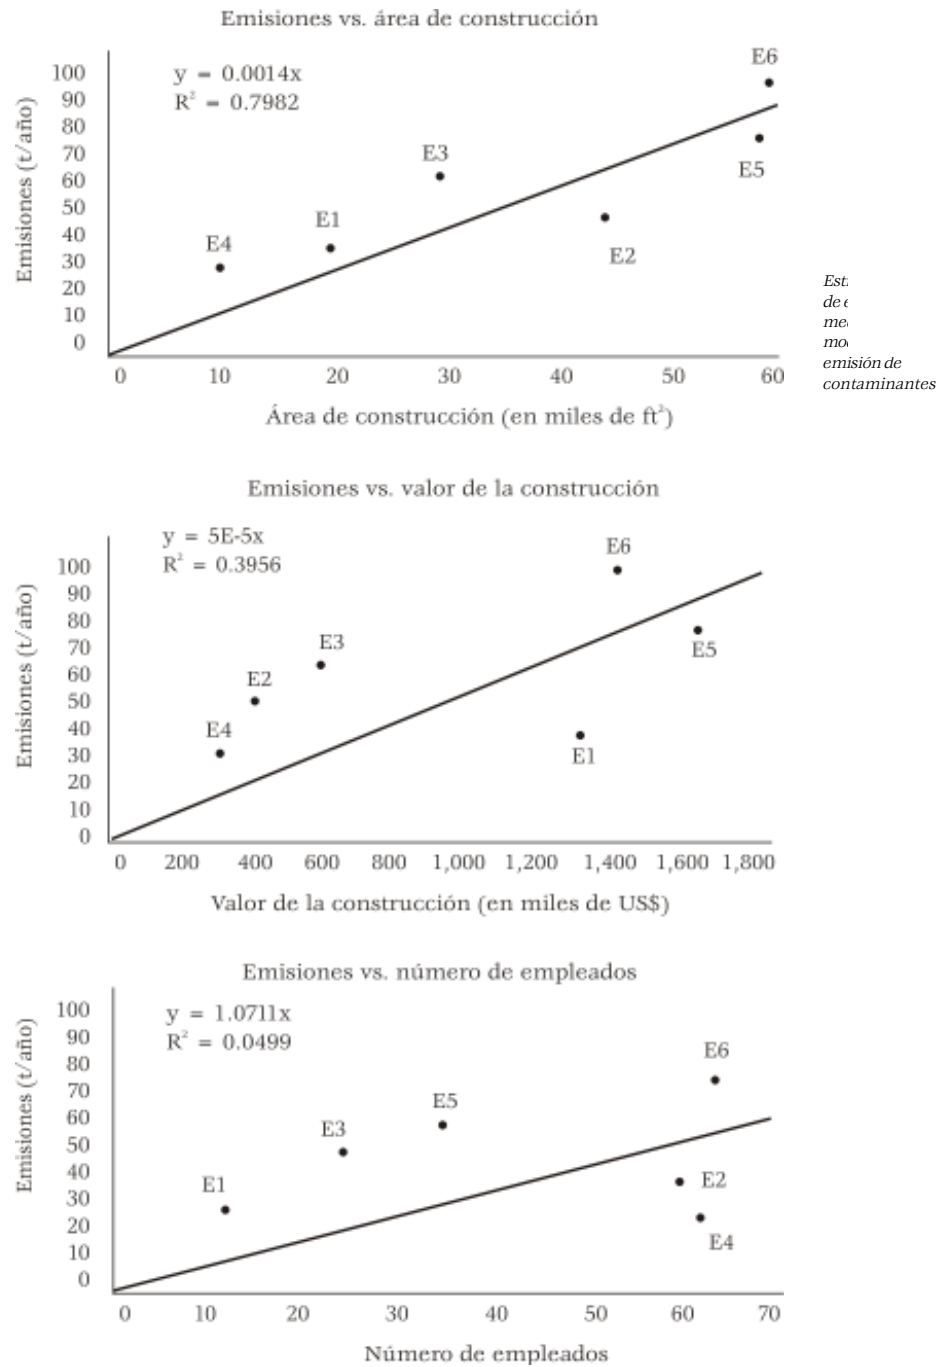 Emisiones vs. área de construcción
y = 0.0014x
R² = 0.7982
Emisiones (t/año)
100
90
80
70
60
50
40
30
20
10
0
E4
E1
E3
E2
E5
E6
0 10 20 30 40 50 60
Área de construcción (en miles de ft²)
emisión de
contaminantes
Emisiones vs. valor de la construcción
y = 5E-5x
R² = 0.3956
Emisiones (t/año)
100
90
80
70
60
50
40
30
20
10
0
E4
E2
E3
E1
E6
E5
0 200 400 600 800 1,000 1,200 1,400 1,600 1,800
Valor de la construcción (en miles de US$)
Emisiones vs. número de empleados
y = 1.0711x
R² = 0.0499
Emisiones (t/año)
100
90
80
70
60
50
40
30
20
10
0
E1
E3
E5
E6
E2
E4
0 10 20 30 40 50 60 70
Número de empleados